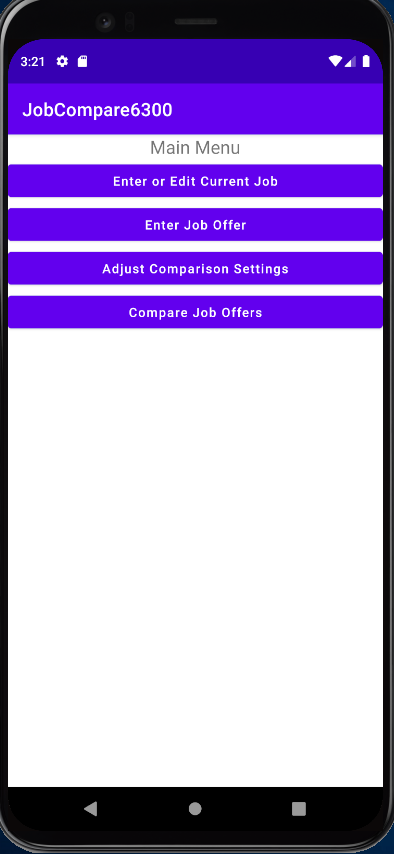 3:21
JobCompare6300
Main Menu
Enter or Edit Current Job
Enter Job Offer
Adjust Comparison Settings
Compare Job Offers